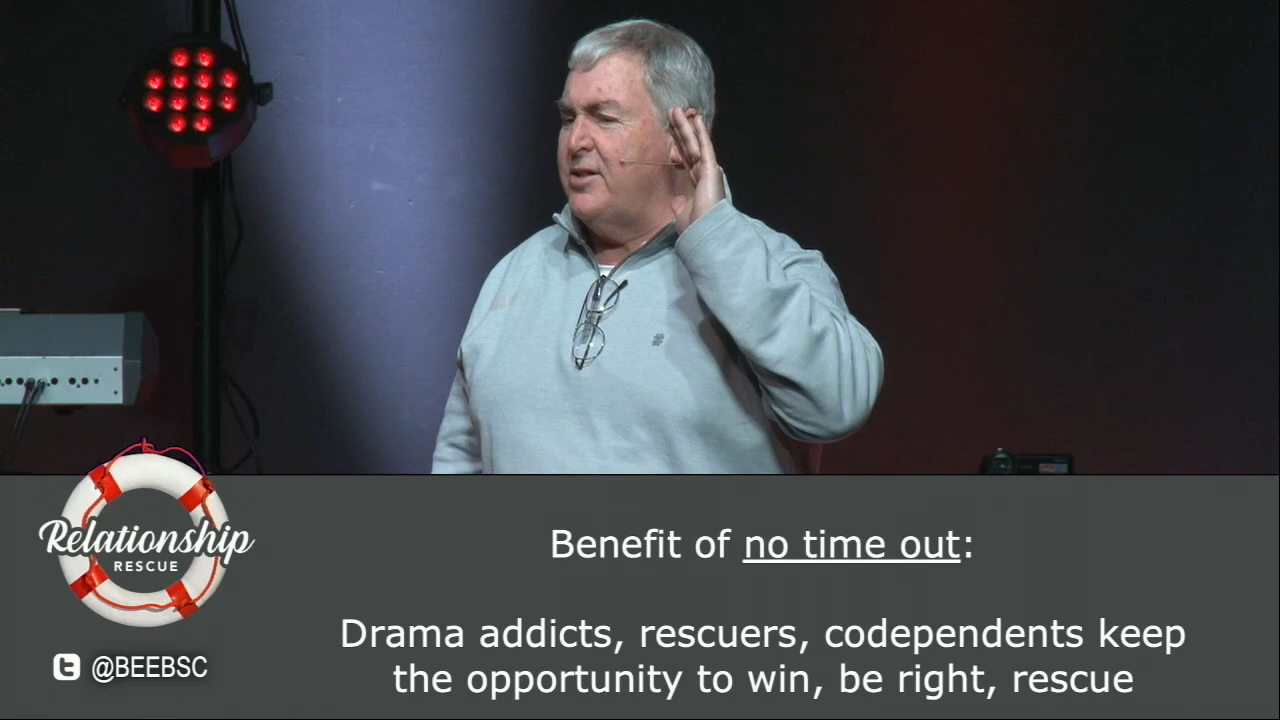 Relationship
RESCUE
@BEEBSC
Benefit of no time out:
Drama addicts, rescuers, codependents keep
the opportunity to win, be right, rescue